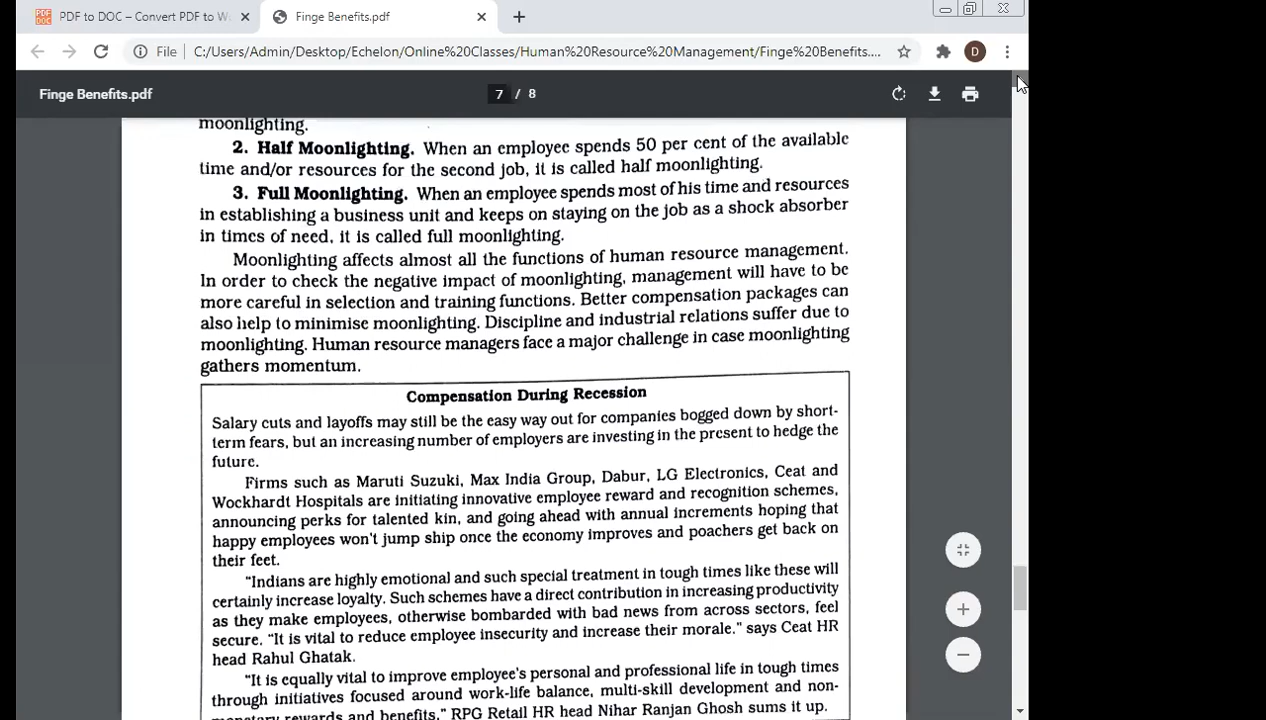 PDF to DOC – Convert PDF to W
Finge Benefits.pdf
File
C:/Users/Admin/Desktop/Echelon/Online%20Classes/Human%20Resource%20Management/Finge%20Benefits....
D
Finge Benefits.pdf
7 / 8
moonlighting.
2. Half Moonlighting. When an employee spends 50 per cent of the available
time and/or resources for the second job, it is called half moonlighting.
3. Full Moonlighting. When an employee spends most of his time and resources
in establishing a business unit and keeps on staying on the job as a shock absorber
in times of need, it is called full moonlighting.
Moonlighting affects almost all the functions of human resource management.
In order to check the negative impact of moonlighting, management will have to be
more careful in selection and training functions. Better compensation packages can
also help to minimise moonlighting. Discipline and industrial relations suffer due to
moonlighting. Human resource managers face a major challenge in case moonlighting
gathers momentum.
Compensation During Recession
Salary cuts and layoffs may still be the easy way out for companies bogged down by short-
term fears, but an increasing number of employers are investing in the present to hedge the
future.
Firms such as Maruti Suzuki, Max India Group, Dabur, LG Electronics, Ceat and
Wockhardt Hospitals are initiating innovative employee reward and recognition schemes,
announcing perks for talented kin, and going ahead with annual increments hoping that
happy employees won't jump ship once the economy improves and poachers get back on
their feet.
"Indians are highly emotional and such special treatment in tough times like these will
certainly increase loyalty. Such schemes have a direct contribution in increasing productivity
as they make employees, otherwise bombarded with bad news from across sectors, feel
secure. "It is vital to reduce employee insecurity and increase their morale." says Ceat HR
head Rahul Ghatak.
"It is equally vital to improve employee's personal and professional life in tough times
through initiatives focused around work-life balance, multi-skill development and non-
monetary rewards and benefits," RPG Retail HR head Nihar Ranjan Ghosh sums it up.